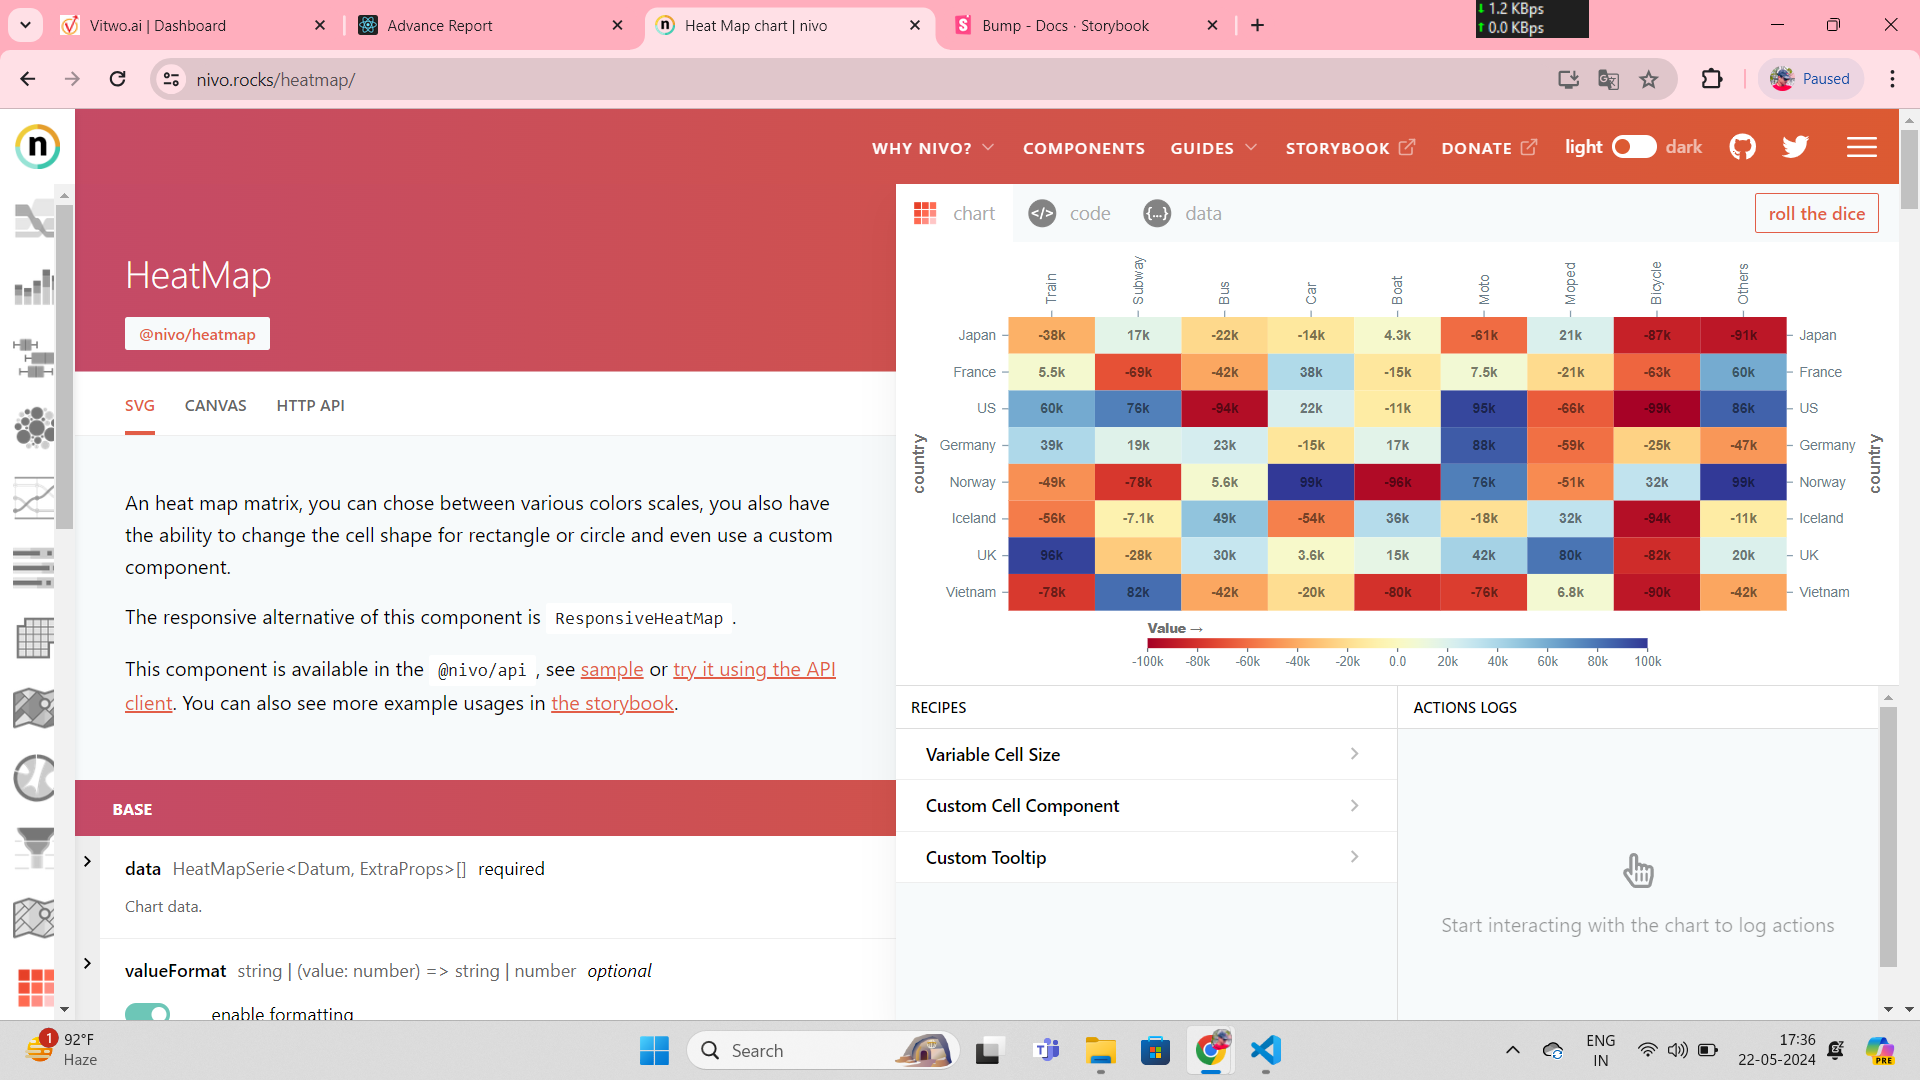 Vitwo.ai | Dashboard
Advance Report
Heat Map chart | nivo
Bump - Docs · Storybook
1.2 KBps
0.0 KBps
nivo.rocks/heatmap/
Paused
n
WHY NIVO?
COMPONENTS
GUIDES
STORYBOOK
DONATE
light
dark
HeatMap
@nivo/heatmap
SVG
CANVAS
HTTP API
An heat map matrix, you can chose between various colors scales, you also have
the ability to change the cell shape for rectangle or circle and even use a custom
component.
The responsive alternative of this component is ResponsiveHeatMap .
This component is available in the @nivo/api , see sample or try it using the API
client. You can also see more example usages in the storybook.
BASE
data HeatMapSerie<Datum, ExtraProps>[] required
Chart data.
valueFormat string | (value: number) => string | number optional
enable formatting
chart
code
data
roll the dice
Train Subway Bus Car Boat Moto Moped Bicycle Others
country
Japan -38k 17k -22k -14k 4.3k -61k 21k -87k -91k Japan
France 5.5k -69k -42k 38k -15k 7.5k -21k -63k 60k France
US 60k 76k -94k 22k -11k 95k -66k -99k 86k US
Germany 39k 19k 23k -15k 17k 88k -59k -25k -47k Germany
Norway -49k -78k 5.6k 99k -96k 76k -51k 32k 99k Norway
Iceland -56k -7.1k 49k -54k 36k -18k 32k -94k -11k Iceland
UK 96k -28k 30k 3.6k 15k 42k 80k -82k 20k UK
Vietnam -78k 82k -42k -20k -80k -76k 6.8k -90k -42k Vietnam
country
Value →
-100k -80k -60k -40k -20k 0.0 20k 40k 60k 80k 100k
RECIPES
Variable Cell Size
Custom Cell Component
Custom Tooltip
ACTIONS LOGS
Start interacting with the chart to log actions
1
92°F
Haze
Search
ENG
IN
17:36
22-05-2024
PRE